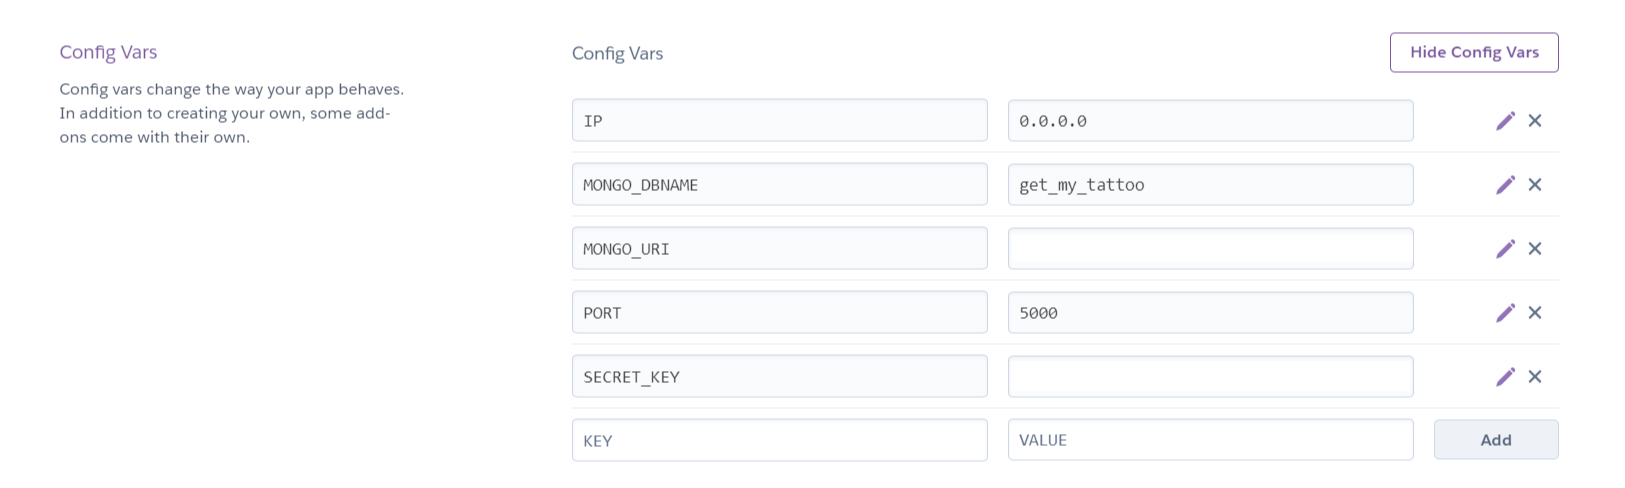 Config Vars
Config vars change the way your app behaves.
In addition to creating your own, some add-
ons come with their own.
Config Vars
Hide Config Vars
IP 0.0.0.0
MONGO_DBNAME get_my_tattoo
MONGO_URI
PORT 5000
SECRET_KEY
KEY VALUE Add